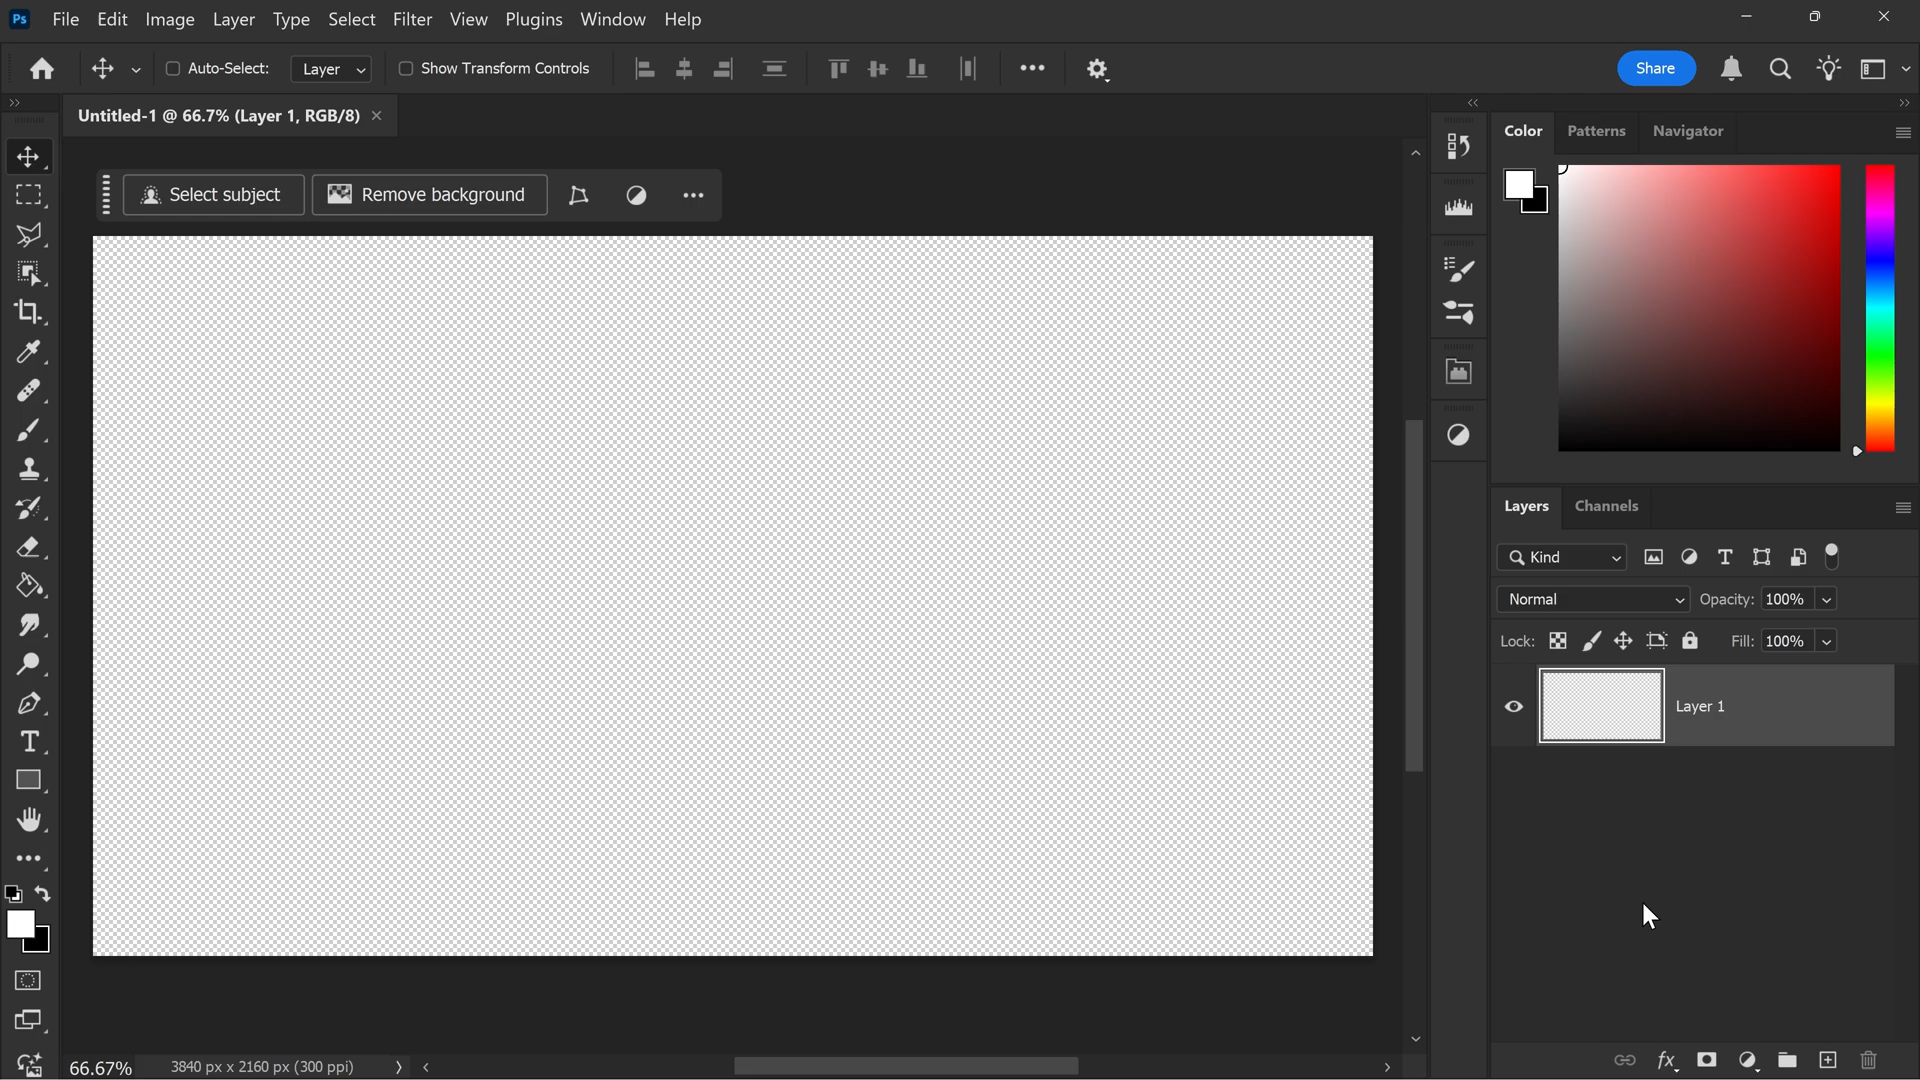 Ps File Edit Image Layer Type Select Filter View Plugins Window Help
Auto-Select: Layer Show Transform Controls Share
Untitled-1 @ 66.7% (Layer 1, RGB/8)
Select subject Remove background
Color Patterns Navigator
Layers Channels
Kind
Normal Opacity: 100%
Lock: Fill: 100%
Layer 1
66.67% 3840 px x 2160 px (300 ppi)
fx